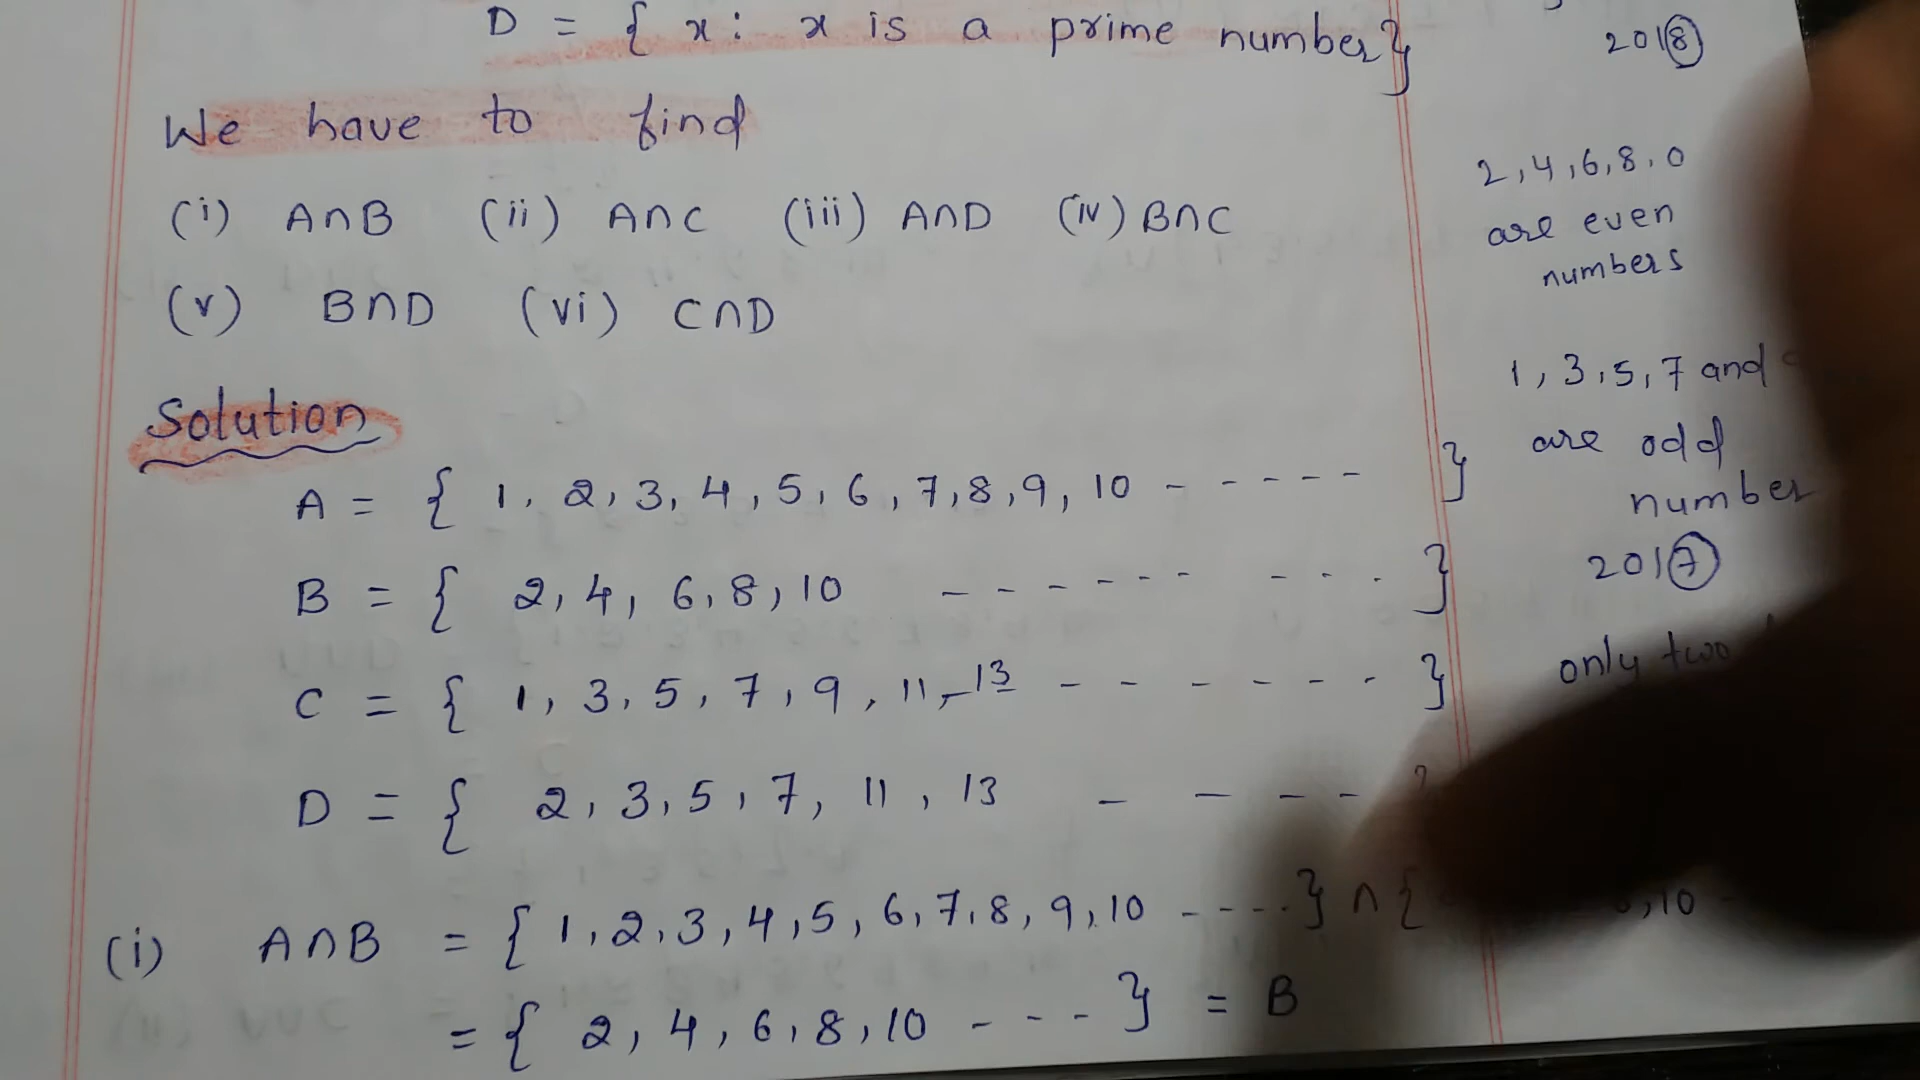 D = { x : x is a prime number}
We have to find
(i) A∩B (ii) A∩C (iii) A∩D (iv) B∩C
(v) B∩D (vi) C∩D
Solution
A = { 1, 2, 3, 4, 5, 6, 7, 8, 9, 10 - - - - - }
B = { 2, 4, 6, 8, 10 - - - - - - - - - }
C = { 1, 3, 5, 7, 9, 11, 13 - - - - - - }
D = { 2, 3, 5, 7, 11, 13 - - - -
(i) A∩B = { 1, 2, 3, 4, 5, 6, 7, 8, 9, 10 - - - - } ∩ { , 10 -
= { 2, 4, 6, 8, 10 - - - } = B
2018
2, 4, 6, 8, 0
are even
numbers
1, 3, 5, 7 and
are odd
number
2017
only two